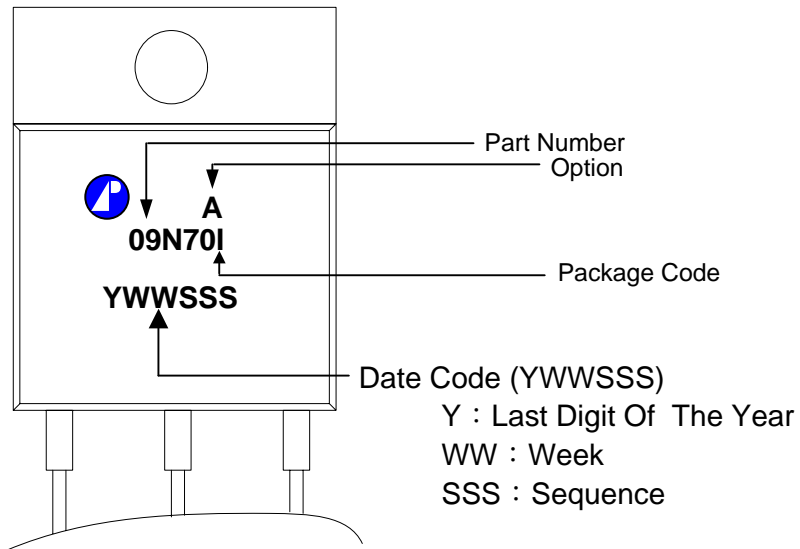 Part Number
Option
A
09N70I
Package Code
YWWSSS
Date Code (YWWSSS)
Y：Last Digit Of The Year
WW：Week
SSS：Sequence